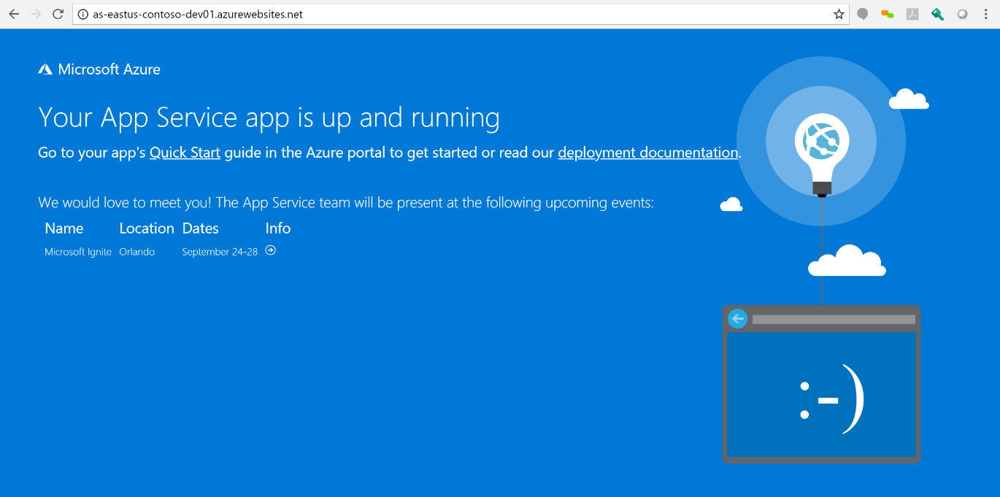 as-eastus-contoso-dev01.azurewebsites.net
Microsoft Azure
Your App Service app is up and running
Go to your app's Quick Start guide in the Azure portal to get started or read our deployment documentation.
We would love to meet you! The App Service team will be present at the following upcoming events:
Name Location Dates Info
Microsoft Ignite Orlando September 24-28
:-)